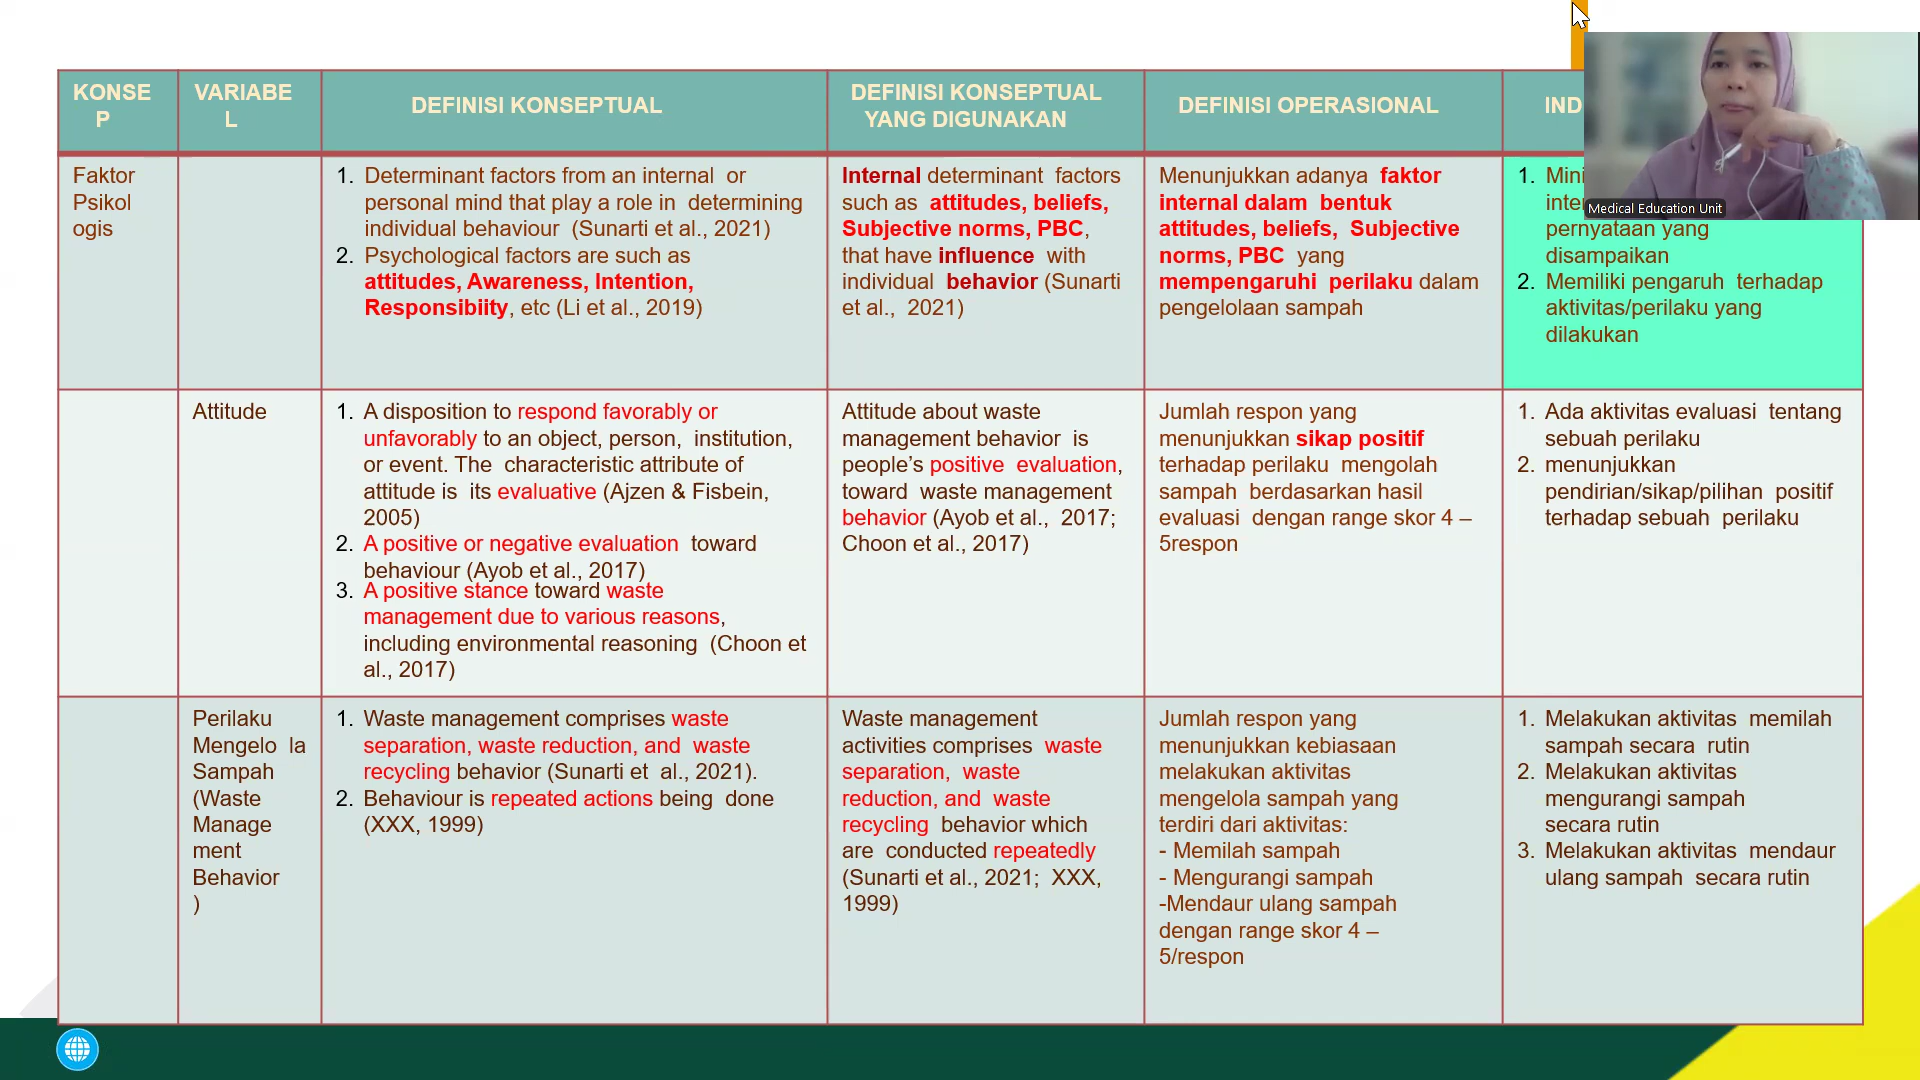 KONSE
P
VARIABE
L
DEFINISI KONSEPTUAL
DEFINISI KONSEPTUAL
YANG DIGUNAKAN
DEFINISI OPERASIONAL
Faktor
Psikol
ogis
1. Determinant factors from an internal or
personal mind that play a role in determining
individual behaviour (Sunarti et al., 2021)
2. Psychological factors are such as
attitudes, Awareness, Intention,
Responsibiity, etc (Li et al., 2019)
Internal determinant factors
such as attitudes, beliefs,
Subjective norms, PBC,
that have influence with
individual behavior (Sunarti
et al., 2021)
Menunjukkan adanya faktor
internal dalam bentuk
attitudes, beliefs, Subjective
norms, PBC yang
mempengaruhi perilaku dalam
pengelolaan sampah
1.
pernyataan yang
disampaikan
2. Memiliki pengaruh terhadap
aktivitas/perilaku yang
dilakukan
Medical Education Unit
Attitude
1. A disposition to respond favorably or
unfavorably to an object, person, institution,
or event. The characteristic attribute of
attitude is its evaluative (Ajzen & Fisbein,
2005)
2. A positive or negative evaluation toward
behaviour (Ayob et al., 2017)
3. A positive stance toward waste
management due to various reasons,
including environmental reasoning (Choon et
al., 2017)
Attitude about waste
management behavior is
people’s positive evaluation,
toward waste management
behavior (Ayob et al., 2017;
Choon et al., 2017)
Jumlah respon yang
menunjukkan sikap positif
terhadap perilaku mengolah
sampah berdasarkan hasil
evaluasi dengan range skor 4 –
5respon
1. Ada aktivitas evaluasi tentang
sebuah perilaku
2. menunjukkan
pendirian/sikap/pilihan positif
terhadap sebuah perilaku
Perilaku
Mengelo la
Sampah
(Waste
Manage
ment
Behavior
)
1. Waste management comprises waste
separation, waste reduction, and waste
recycling behavior (Sunarti et al., 2021).
2. Behaviour is repeated actions being done
(XXX, 1999)
Waste management
activities comprises waste
separation, waste
reduction, and waste
recycling behavior which
are conducted repeatedly
(Sunarti et al., 2021; XXX,
1999)
Jumlah respon yang
menunjukkan kebiasaan
melakukan aktivitas
mengelola sampah yang
terdiri dari aktivitas:
- Memilah sampah
- Mengurangi sampah
-Mendaur ulang sampah
dengan range skor 4 –
5/respon
1. Melakukan aktivitas memilah
sampah secara rutin
2. Melakukan aktivitas
mengurangi sampah
secara rutin
3. Melakukan aktivitas mendaur
ulang sampah secara rutin